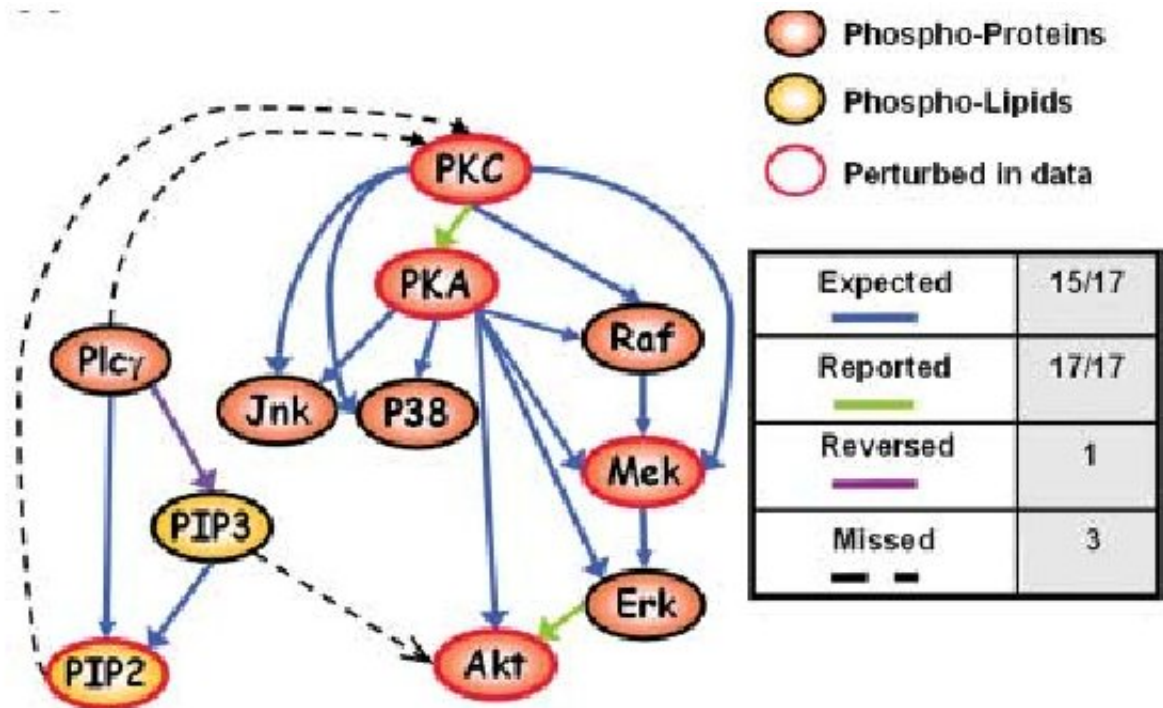 Phospho-Proteins
Phospho-Lipids
Perturbed in data
PKC
PKA
Raf
Plcγ
Jnk
P38
Mek
PIP3
Erk
Akt
PIP2
Expected 15/17
Reported 17/17
Reversed 1
Missed 3